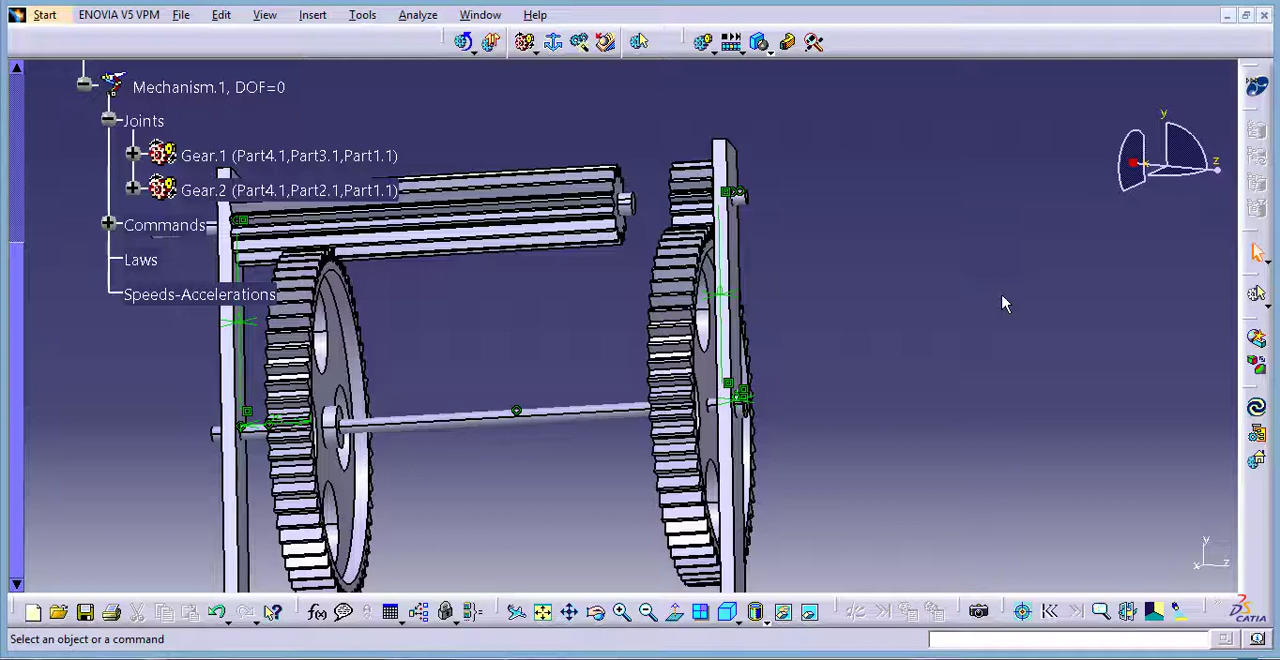 Start ENOVIA V5 VPM File Edit View Insert Tools Analyze Window Help
Mechanism.1, DOF=0
Joints
Gear.1 (Part4.1,Part3.1,Part1.1)
Gear.2 (Part4.1,Part2.1,Part1.1)
Commands
Laws
Speeds-Accelerations
y
x z
y
x z
f(x)
CATIA
Select an object or a command